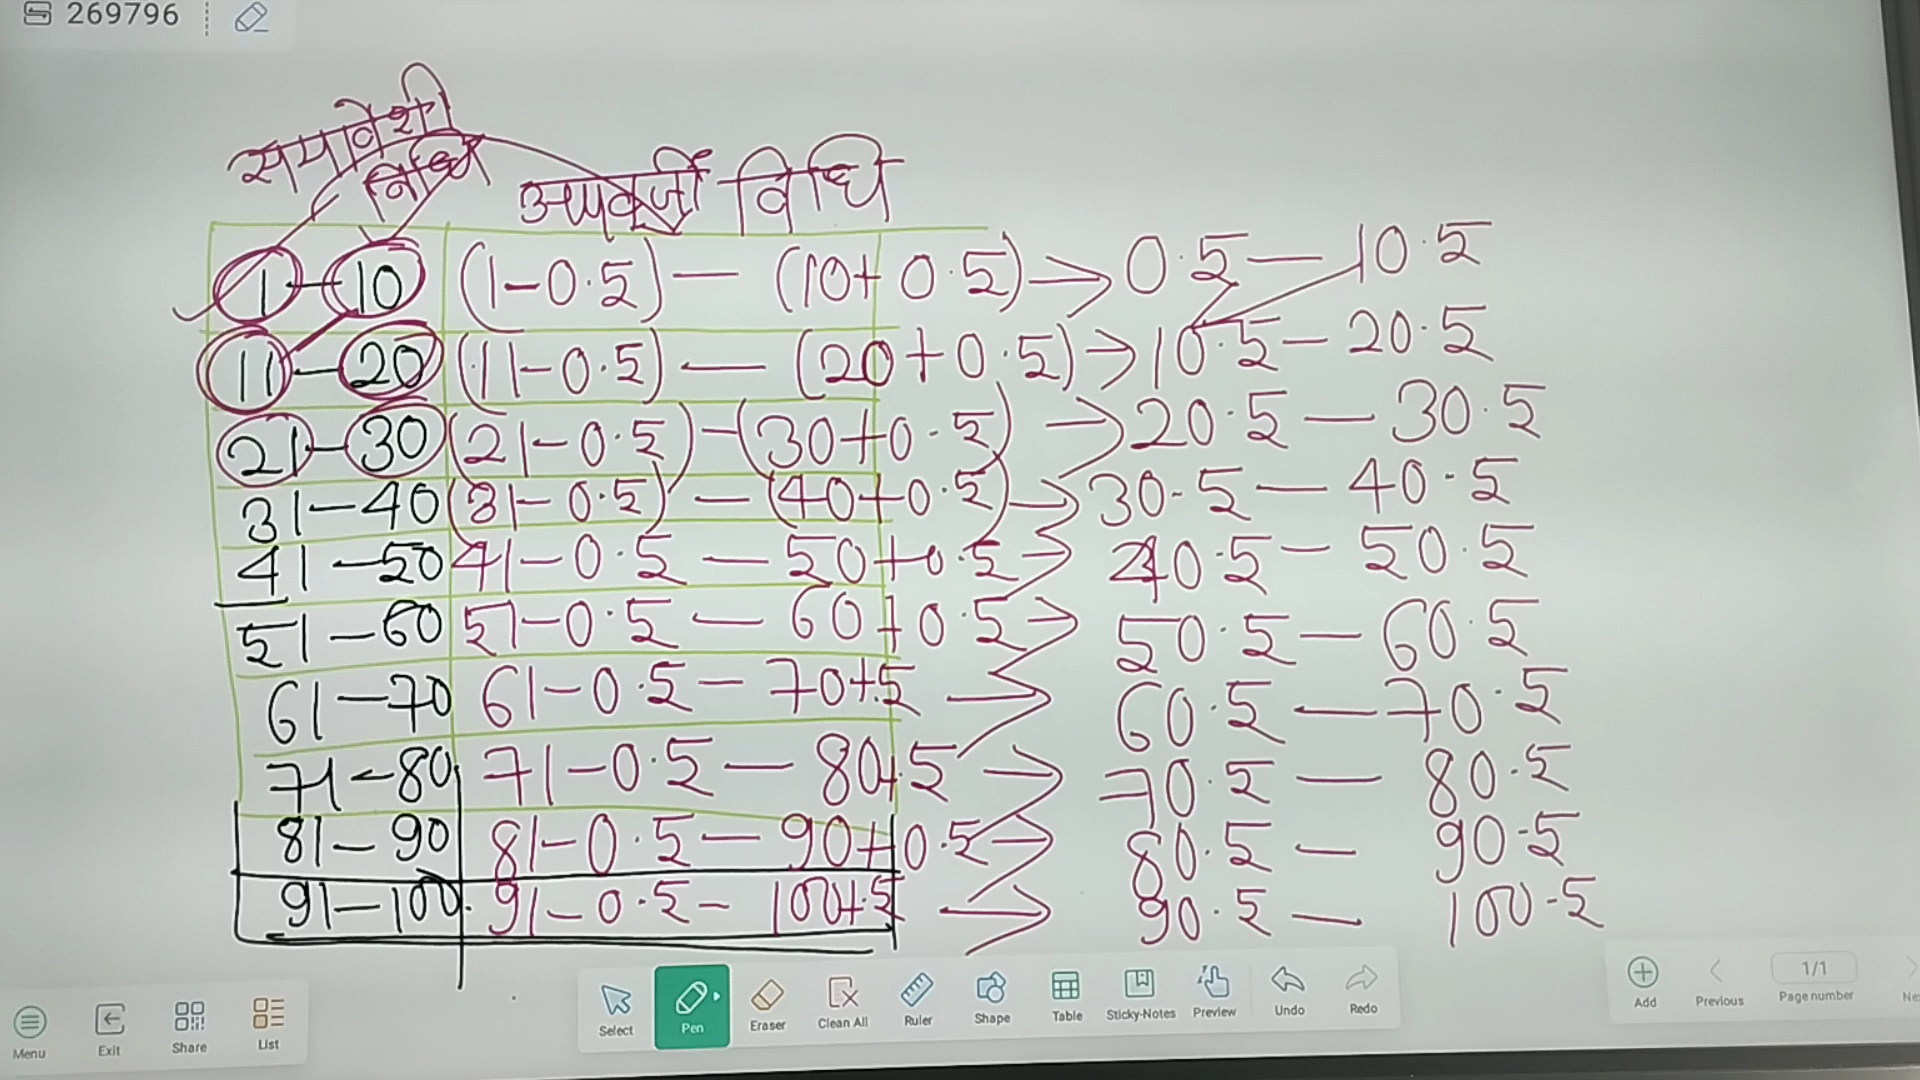 269796
समावेशी
विधि
अपवर्जी विधि
1-10 (1-0.5) — (10+0.5) → 0.5 — 10.5
11-20 (11-0.5) — (20+0.5) → 10.5 — 20.5
21-30 (21-0.5) — (30+0.5) → 20.5 — 30.5
31-40 (31-0.5) — (40+0.5) → 30.5 — 40.5
41-50 41-0.5 — 50+0.5 → 40.5 — 50.5
51-60 51-0.5 — 60+0.5 → 50.5 — 60.5
61-70 61-0.5 — 70+.5 → 60.5 — 70.5
71-80 71-0.5 — 80+.5 → 70.5 — 80.5
81-90 81-0.5 — 90+0.5 → 80.5 — 90.5
91-100 91-0.5 — 100+.5 → 90.5 — 100.5
Menu Exit Share List Select Pen Eraser Clean All Ruler Shape Table Sticky-Notes Preview Undo Redo Add Previous 1/1 Page number